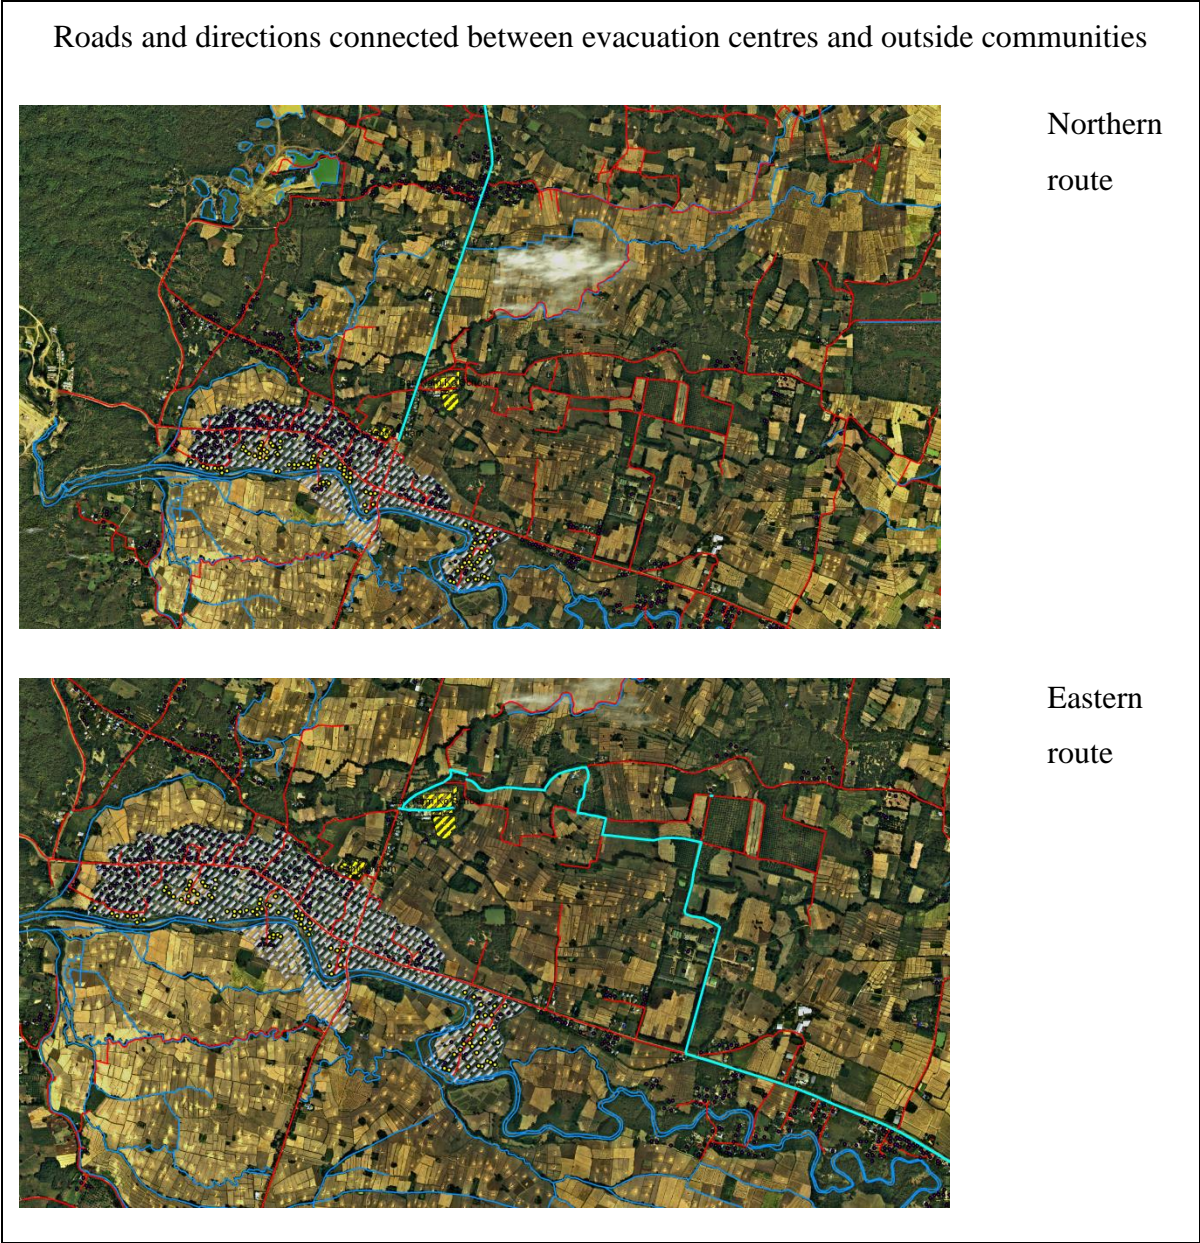 Roads and directions connected between evacuation centres and outside communities
Northern
route
Eastern
route